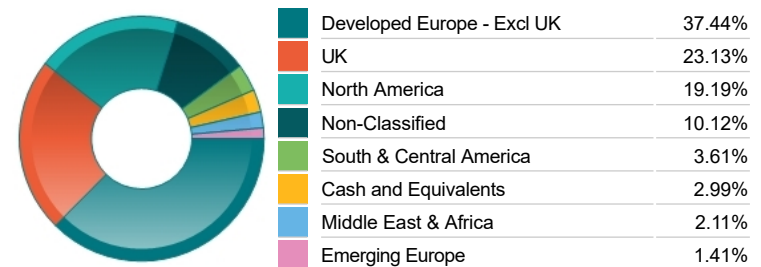 Developed Europe - Excl UK 37.44%
UK 23.13%
North America 19.19%
Non-Classified 10.12%
South & Central America 3.61%
Cash and Equivalents 2.99%
Middle East & Africa 2.11%
Emerging Europe 1.41%